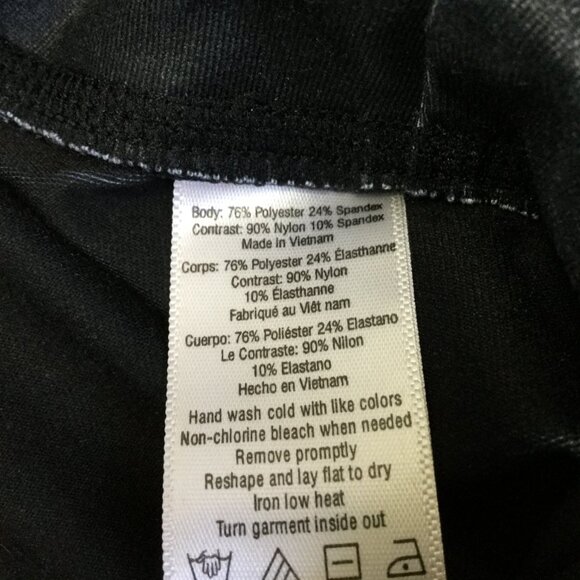 Body: 76% Polyester 24% Spandex
Contrast: 90% Nylon 10% Spandex
Made in Vietnam
Corps: 76% Polyester 24% Élasthanne
Contrast: 90% Nylon
10% Élasthanne
Fabriqué au Viêt nam
Cuerpo: 76% Poliéster 24% Elastano
Le Contraste: 90% Nilon
10% Elastano
Hecho en Vietnam
Hand wash cold with like colors
Non-chlorine bleach when needed
Remove promptly
Reshape and lay flat to dry
Iron low heat
Turn garment inside out